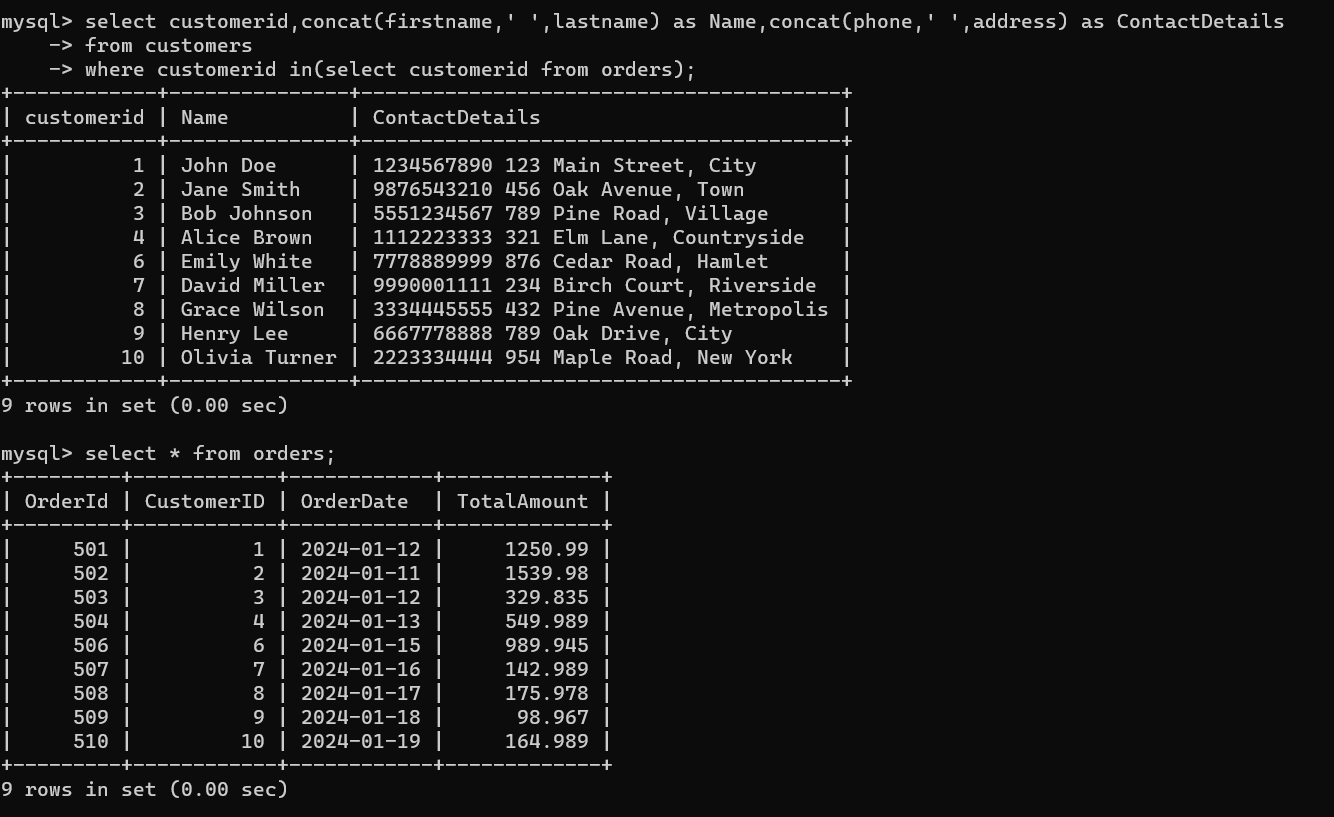 mysql> select customerid,concat(firstname,' ',lastname) as Name,concat(phone,' ',address) as ContactDetails
    -> from customers
    -> where customerid in(select customerid from orders);
+------------+---------------+----------------------------------------+
| customerid | Name          | ContactDetails                         |
+------------+---------------+----------------------------------------+
|          1 | John Doe      | 1234567890 123 Main Street, City       |
|          2 | Jane Smith    | 9876543210 456 Oak Avenue, Town        |
|          3 | Bob Johnson   | 5551234567 789 Pine Road, Village      |
|          4 | Alice Brown   | 1112223333 321 Elm Lane, Countryside   |
|          6 | Emily White   | 7778889999 876 Cedar Road, Hamlet      |
|          7 | David Miller  | 9990001111 234 Birch Court, Riverside  |
|          8 | Grace Wilson  | 3334445555 432 Pine Avenue, Metropolis |
|          9 | Henry Lee     | 6667778888 789 Oak Drive, City         |
|         10 | Olivia Turner | 2223334444 954 Maple Road, New York    |
+------------+---------------+----------------------------------------+
9 rows in set (0.00 sec)

mysql> select * from orders;
+---------+------------+------------+-------------+
| OrderId | CustomerID | OrderDate  | TotalAmount |
+---------+------------+------------+-------------+
|     501 |          1 | 2024-01-12 |     1250.99 |
|     502 |          2 | 2024-01-11 |     1539.98 |
|     503 |          3 | 2024-01-12 |     329.835 |
|     504 |          4 | 2024-01-13 |     549.989 |
|     506 |          6 | 2024-01-15 |     989.945 |
|     507 |          7 | 2024-01-16 |     142.989 |
|     508 |          8 | 2024-01-17 |     175.978 |
|     509 |          9 | 2024-01-18 |      98.967 |
|     510 |         10 | 2024-01-19 |     164.989 |
+---------+------------+------------+-------------+
9 rows in set (0.00 sec)